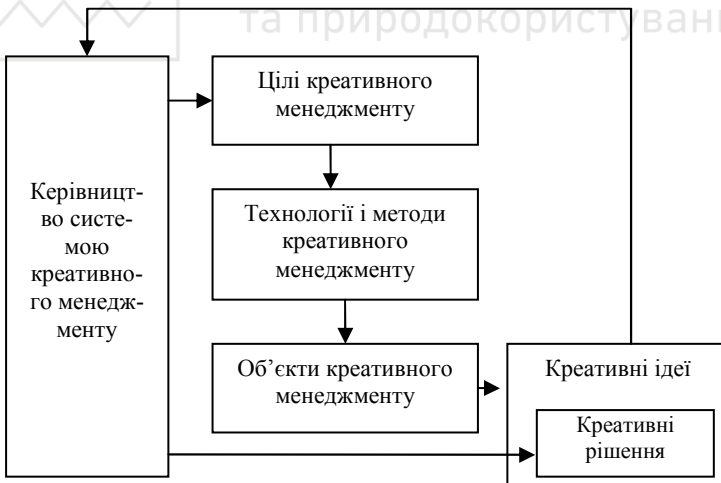 та природокористуван
Цілі креативного
менеджменту
Керівницт-
во систе-
мою
креативно-
го менедж-
менту
Технології і методи
креативного
менеджменту
Об’єкти креативного
менеджменту
Креативні ідеї
Креативні
рішення